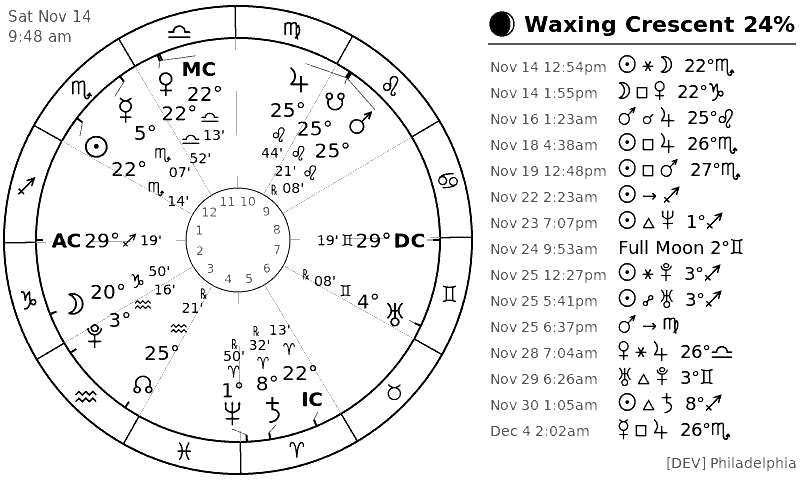 Sat Nov 14
9:48 am
♎ ♍
♏ ♌
♐ ♋
♑ ♊
♒ ♉
♓ ♈
MC 22° ♎ 13'
♀ 22° ♎ 52'
☿ 5° ♏ 07'
☉ 22° ♏ 14'
♃ 25° ♌ 44'
☋ 25° ♌ 21' ℞
♂ 25° ♌ 08'
AC 29° ♐ 19'
19' ♊ 29° DC
☽ 20° ♑ 50'
♇ 3° ♒ 16'
☊ 25° ♒ 21' ℞
♆ 1° ♈ 50' ℞
♄ 8° ♈ 32' ℞
IC 22° ♈ 13'
♅ 4° ♊ 08' ℞
1 2 3 4 5 6 7 8 9 10 11 12
Waxing Crescent 24%
Nov 14 12:54pm ☉ ⚹ ☽ 22°♏
Nov 14 1:55pm ☽ □ ♀ 22°♑
Nov 16 1:23am ♂ ☌ ♃ 25°♌
Nov 18 4:38am ☉ □ ♃ 26°♏
Nov 19 12:48pm ☉ □ ♂ 27°♏
Nov 22 2:23am ☉ → ♐
Nov 23 7:07pm ☉ △ ♆ 1°♐
Nov 24 9:53am Full Moon 2°♊
Nov 25 12:27pm ☉ ⚹ ♇ 3°♐
Nov 25 5:41pm ☉ ☍ ♅ 3°♐
Nov 25 6:37pm ♂ → ♍
Nov 28 7:04am ♀ ⚹ ♃ 26°♎
Nov 29 6:26am ♅ △ ♇ 3°♊
Nov 30 1:05am ☉ △ ♄ 8°♐
Dec 4 2:02am ☿ □ ♃ 26°♏
[DEV] Philadelphia